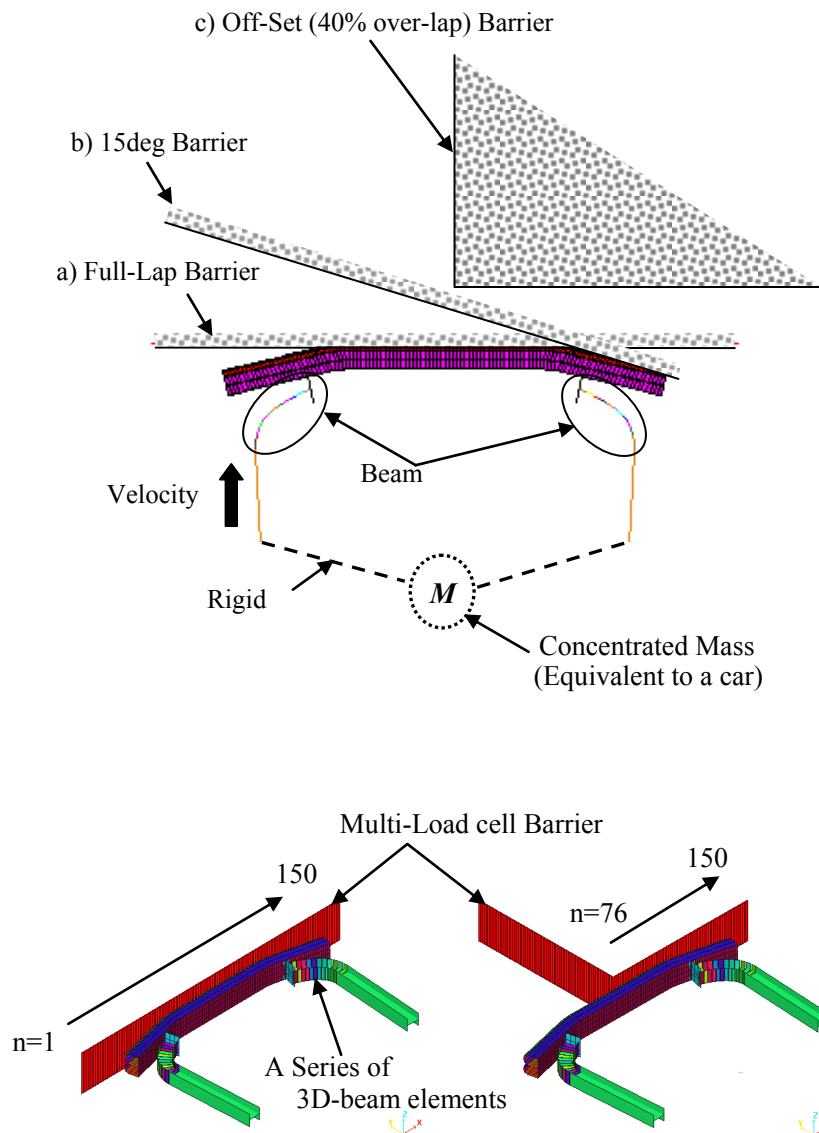 c) Off-Set (40% over-lap) Barrier
b) 15deg Barrier
a) Full-Lap Barrier
Beam
Velocity
Rigid
M
Concentrated Mass
(Equivalent to a car)
Multi-Load cell Barrier
150
150
n=76
n=1
A Series of
3D-beam elements
Y Z X
Y Z X